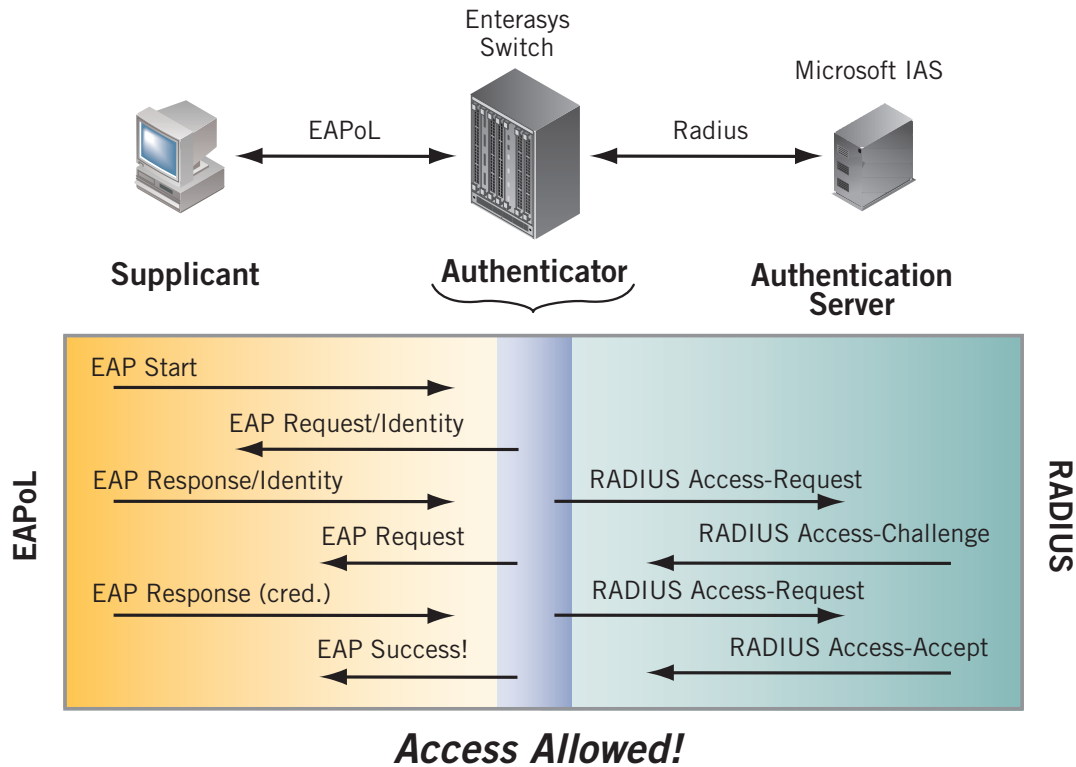 Enterasys
Switch
Microsoft IAS
EAPoL
Radius
Supplicant
Authenticator
Authentication
Server
EAPoL
EAP Start
EAP Request/Identity
EAP Response/Identity
RADIUS Access-Request
EAP Request
RADIUS Access-Challenge
EAP Response (cred.)
RADIUS Access-Request
EAP Success!
RADIUS Access-Accept
RADIUS
Access Allowed!